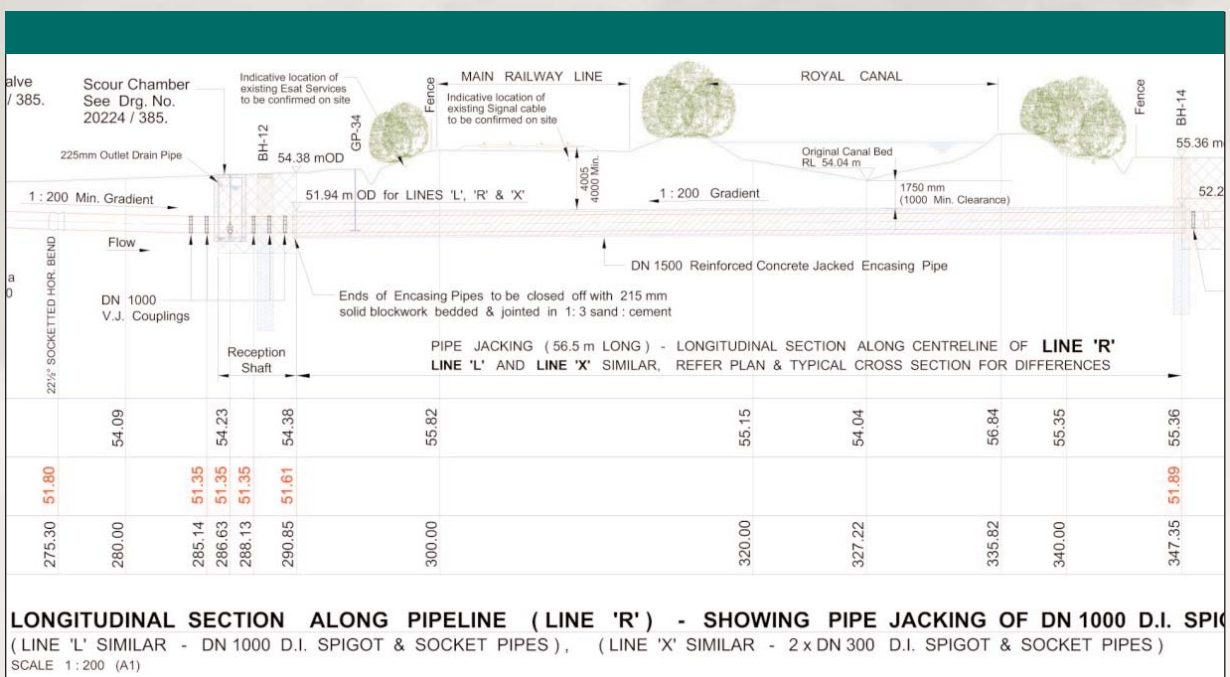 alve
/ 385.
Scour Chamber
See Drg. No.
20224 / 385.
225mm Outlet Drain Pipe
BH-12
Indicative location of
existing Esat Services
to be confirmed on site
GP-34
54.38 mOD
Fence
MAIN RAILWAY LINE
Indicative location of
existing Signal cable
to be confirmed on site
ROYAL CANAL
Original Canal Bed
RL 54.04 m
Fence
BH-14
55.36 m
1 : 200 Min. Gradient
51.94 m OD for LINES 'L', 'R' & 'X'
4005
4000 Min.
1 : 200 Gradient
1750 mm
(1000 Min. Clearance)
52.2
Flow
DN 1500 Reinforced Concrete Jacked Encasing Pipe
a
0
22½° SOCKETTED HOR. BEND
DN 1000
V.J. Couplings
Ends of Encasing Pipes to be closed off with 215 mm
solid blockwork bedded & jointed in 1: 3 sand : cement
Reception
Shaft
PIPE JACKING ( 56.5 m LONG ) - LONGITUDINAL SECTION ALONG CENTRELINE OF LINE 'R'
LINE 'L' AND LINE 'X' SIMILAR, REFER PLAN & TYPICAL CROSS SECTION FOR DIFFERENCES
54.09 54.23 54.38 55.82 55.15 54.04 56.84 55.35 55.36
51.80 51.35 51.35 51.35 51.61 51.89
275.30 280.00 285.14 286.63 288.13 290.85 300.00 320.00 327.22 335.82 340.00 347.35
LONGITUDINAL SECTION ALONG PIPELINE ( LINE 'R' ) - SHOWING PIPE JACKING OF DN 1000 D.I. SPIG
( LINE 'L' SIMILAR - DN 1000 D.I. SPIGOT & SOCKET PIPES ), ( LINE 'X' SIMILAR - 2 x DN 300 D.I. SPIGOT & SOCKET PIPES )
SCALE 1 : 200 (A1)